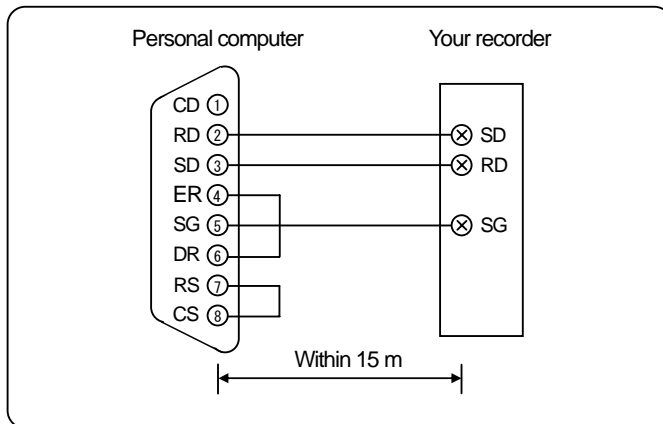 Personal computer Your recorder
CD ①
RD ② SD
SD ③ RD
ER ④
SG ⑤ SG
DR ⑥
RS ⑦
CS ⑧
Within 15 m